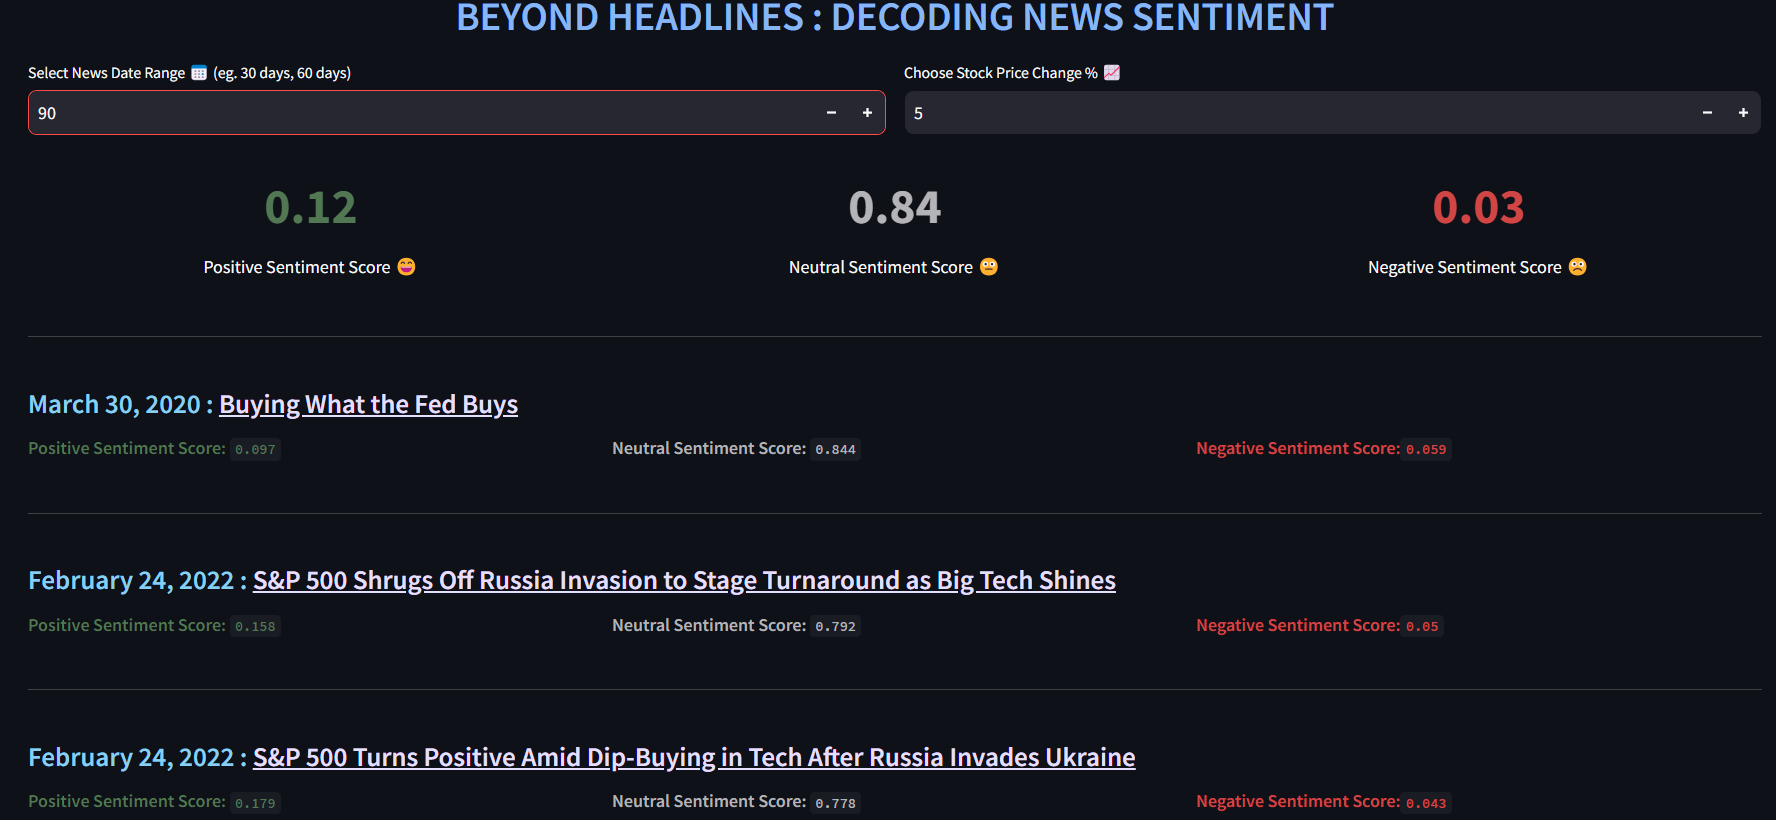 BEYOND HEADLINES : DECODING NEWS SENTIMENT
Select News Date Range 📅 (eg. 30 days, 60 days)
Choose Stock Price Change % 📈
90 − +
5 − +
0.12
0.84
0.03
Positive Sentiment Score 😄
Neutral Sentiment Score 😐
Negative Sentiment Score ☹️
March 30, 2020 : Buying What the Fed Buys
Positive Sentiment Score: 0.097
Neutral Sentiment Score: 0.844
Negative Sentiment Score: 0.059
February 24, 2022 : S&P 500 Shrugs Off Russia Invasion to Stage Turnaround as Big Tech Shines
Positive Sentiment Score: 0.158
Neutral Sentiment Score: 0.792
Negative Sentiment Score: 0.05
February 24, 2022 : S&P 500 Turns Positive Amid Dip-Buying in Tech After Russia Invades Ukraine
Positive Sentiment Score: 0.179
Neutral Sentiment Score: 0.778
Negative Sentiment Score: 0.043